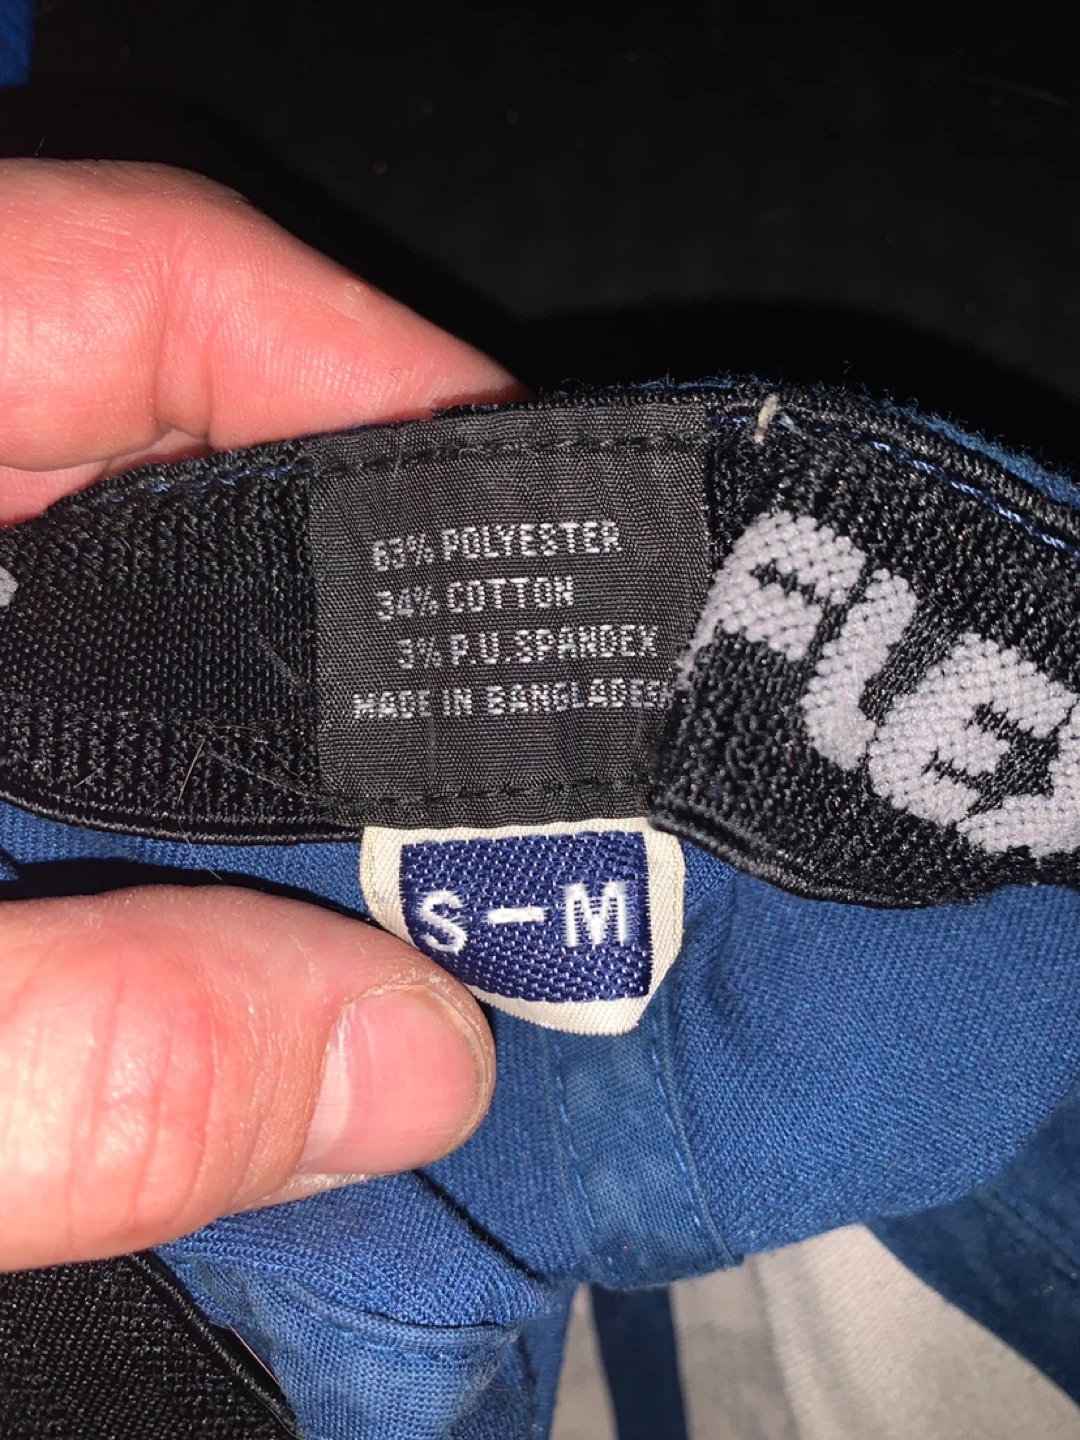 63% POLYESTER
34% COTTON
3% P.U.SPANDEX
MADE IN BANGLADESH
S-M